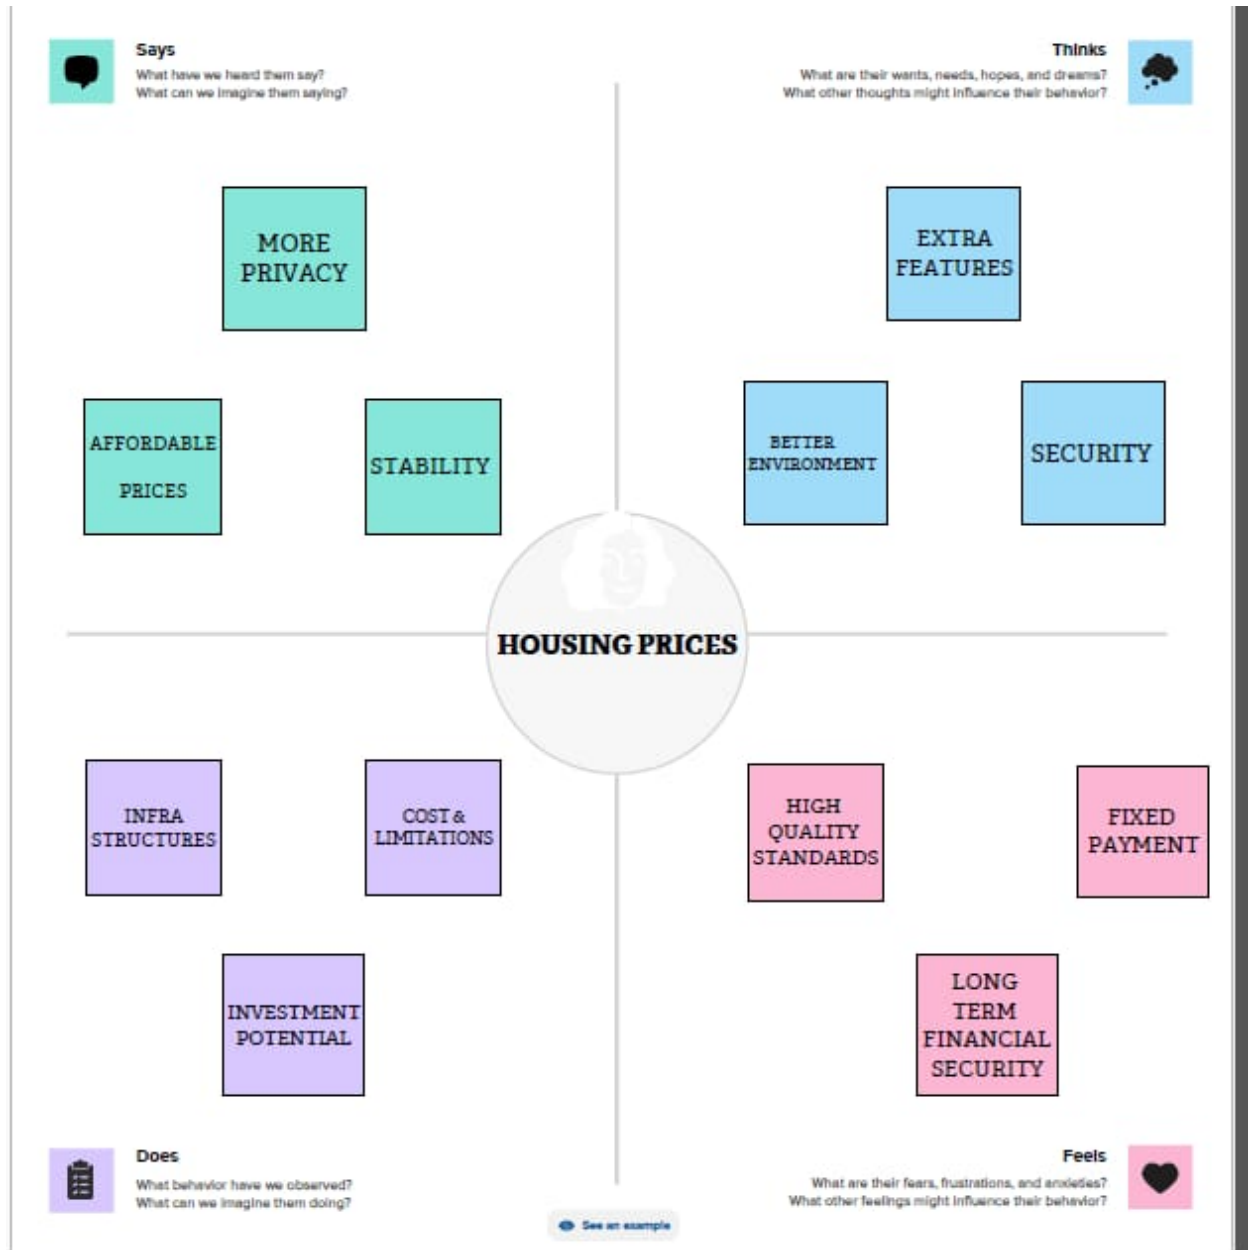 Says
What have we heard them say?
What can we imagine them saying?
Thinks
What are their wants, needs, hopes, and dreams?
What other thoughts might influence their behavior?
MORE
PRIVACY
AFFORDABLE
PRICES
STABILITY
EXTRA
FEATURES
BETTER
ENVIRONMENT
SECURITY
HOUSING PRICES
INFRA
STRUCTURES
COST &
LIMITATIONS
INVESTMENT
POTENTIAL
HIGH
QUALITY
STANDARDS
FIXED
PAYMENT
LONG
TERM
FINANCIAL
SECURITY
Does
What behavior have we observed?
What can we imagine them doing?
Feels
What are their fears, frustrations, and anxieties?
What other feelings might influence their behavior?
See an example